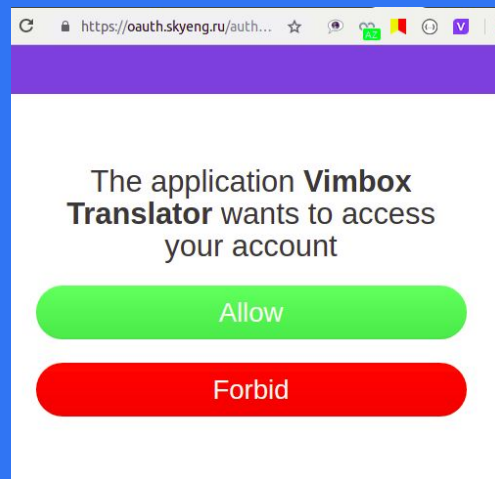 https://oauth.skyeng.ru/auth...
AZ
V
The application Vimbox
Translator wants to access
your account
Allow
Forbid